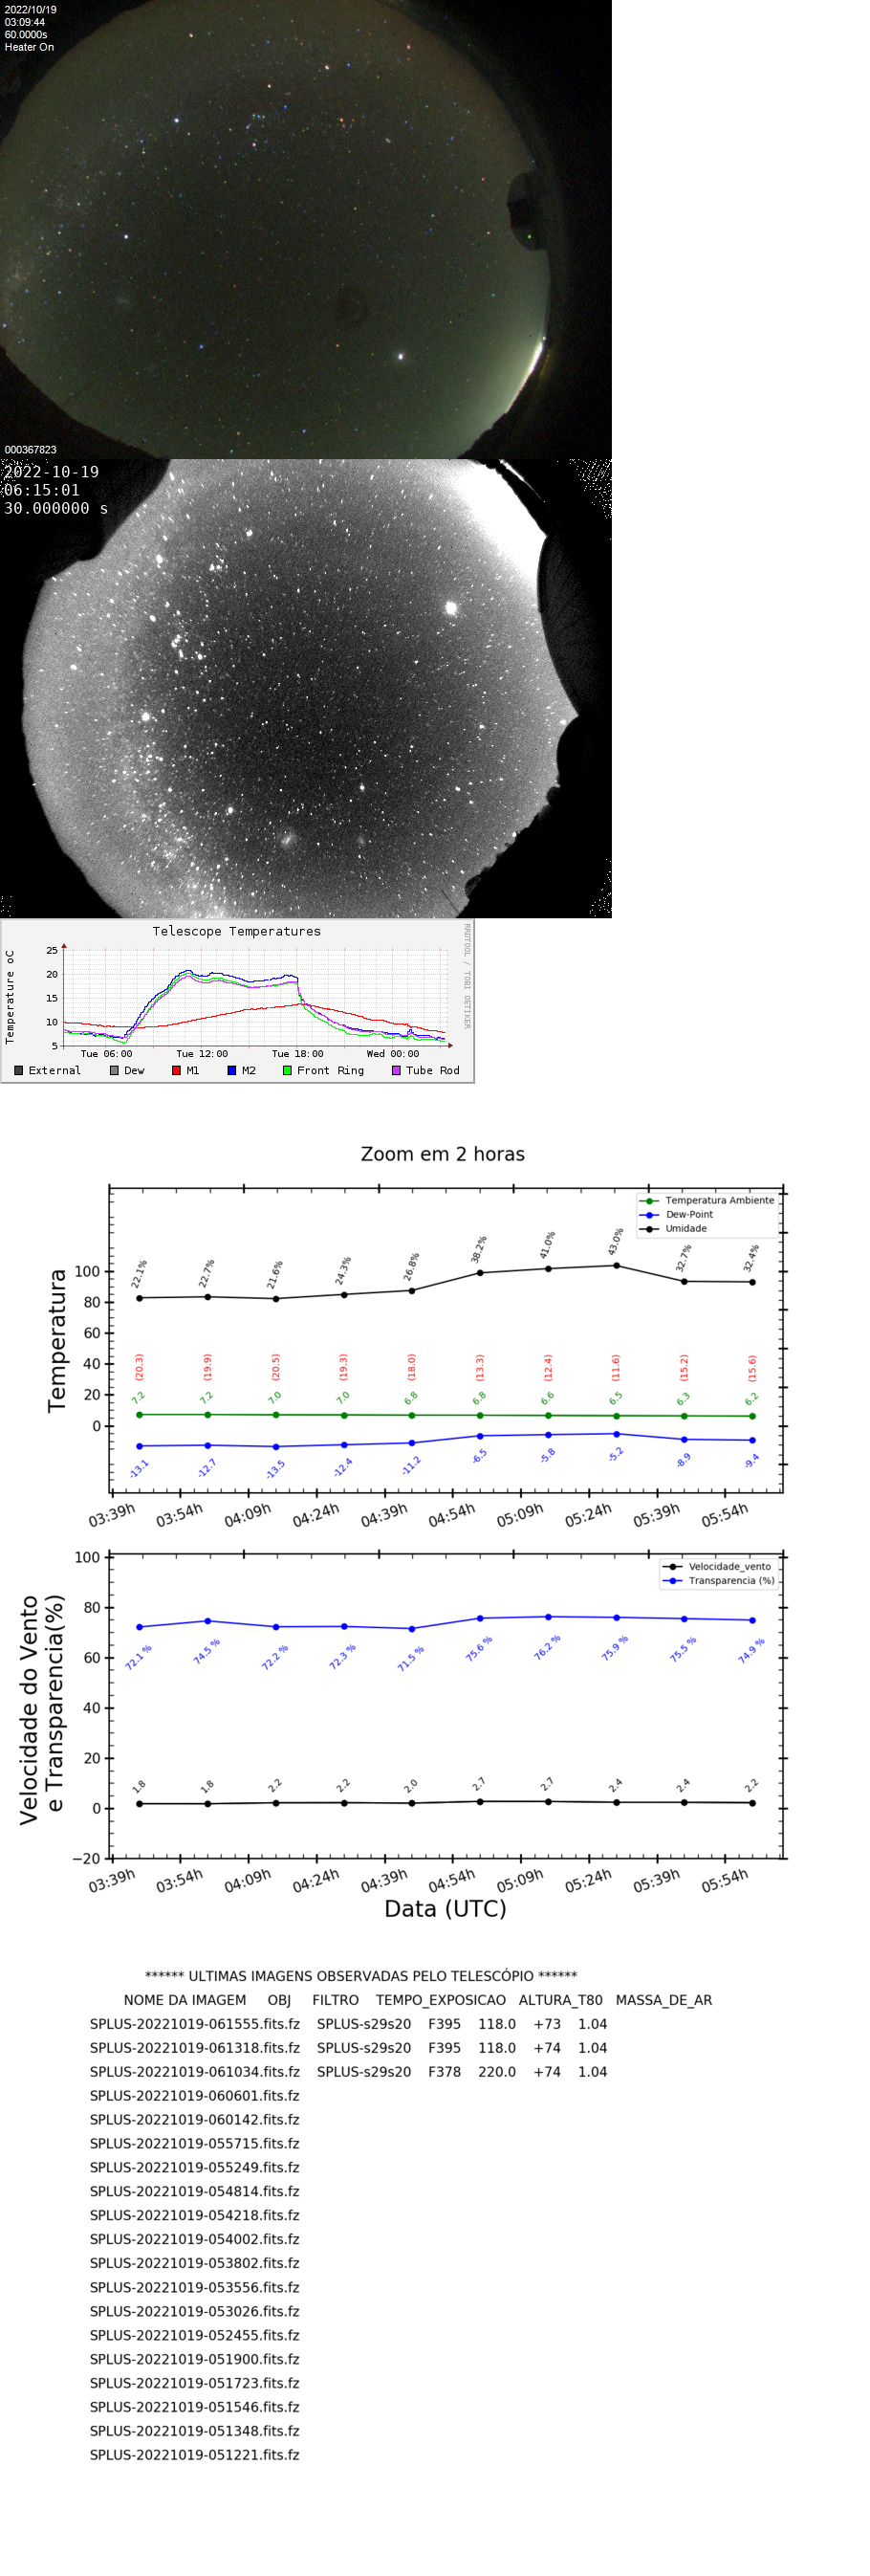 2022/10/19
03:09:44
60.0000s
Heater On
000367823
2022-10-19
06:15:01
30.000000 s
Telescope Temperatures
RRDTOOL / TOBI OETIKER
Temperature oC
25
20
15
10
5
Tue 06:00 Tue 12:00 Tue 18:00 Wed 00:00
External Dew M1 M2 Front Ring Tube Rod
Zoom em 2 horas
Temperatura Ambiente
Dew-Point
Umidade
Temperatura
100
80
60
40
20
0
22.1% 22.7% 21.6% 24.3% 26.8% 38.2% 41.0% 43.0% 32.7% 32.4%
(20.3) (19.9) (20.5) (19.3) (18.0) (13.3) (12.4) (11.6) (15.2) (15.6)
7.2 7.2 7.0 7.0 6.8 6.8 6.6 6.5 6.3 6.2
-13.1 -12.7 -13.5 -12.4 -11.2 -6.5 -5.8 -5.2 -8.9 -9.4
03:39h 03:54h 04:09h 04:24h 04:39h 04:54h 05:09h 05:24h 05:39h 05:54h
Velocidade_vento
Transparencia (%)
Velocidade do Vento
e Transparencia(%)
100
80
60
40
20
0
−20
72.1 % 74.5 % 72.2 % 72.3 % 71.5 % 75.6 % 76.2 % 75.9 % 75.5 % 74.9 %
1.8 1.8 2.2 2.2 2.0 2.7 2.7 2.4 2.4 2.2
03:39h 03:54h 04:09h 04:24h 04:39h 04:54h 05:09h 05:24h 05:39h 05:54h
Data (UTC)
****** ULTIMAS IMAGENS OBSERVADAS PELO TELESCÓPIO ******
NOME DA IMAGEM OBJ FILTRO TEMPO_EXPOSICAO ALTURA_T80 MASSA_DE_AR
SPLUS-20221019-061555.fits.fz SPLUS-s29s20 F395 118.0 +73 1.04
SPLUS-20221019-061318.fits.fz SPLUS-s29s20 F395 118.0 +74 1.04
SPLUS-20221019-061034.fits.fz SPLUS-s29s20 F378 220.0 +74 1.04
SPLUS-20221019-060601.fits.fz
SPLUS-20221019-060142.fits.fz
SPLUS-20221019-055715.fits.fz
SPLUS-20221019-055249.fits.fz
SPLUS-20221019-054814.fits.fz
SPLUS-20221019-054218.fits.fz
SPLUS-20221019-054002.fits.fz
SPLUS-20221019-053802.fits.fz
SPLUS-20221019-053556.fits.fz
SPLUS-20221019-053026.fits.fz
SPLUS-20221019-052455.fits.fz
SPLUS-20221019-051900.fits.fz
SPLUS-20221019-051723.fits.fz
SPLUS-20221019-051546.fits.fz
SPLUS-20221019-051348.fits.fz
SPLUS-20221019-051221.fits.fz